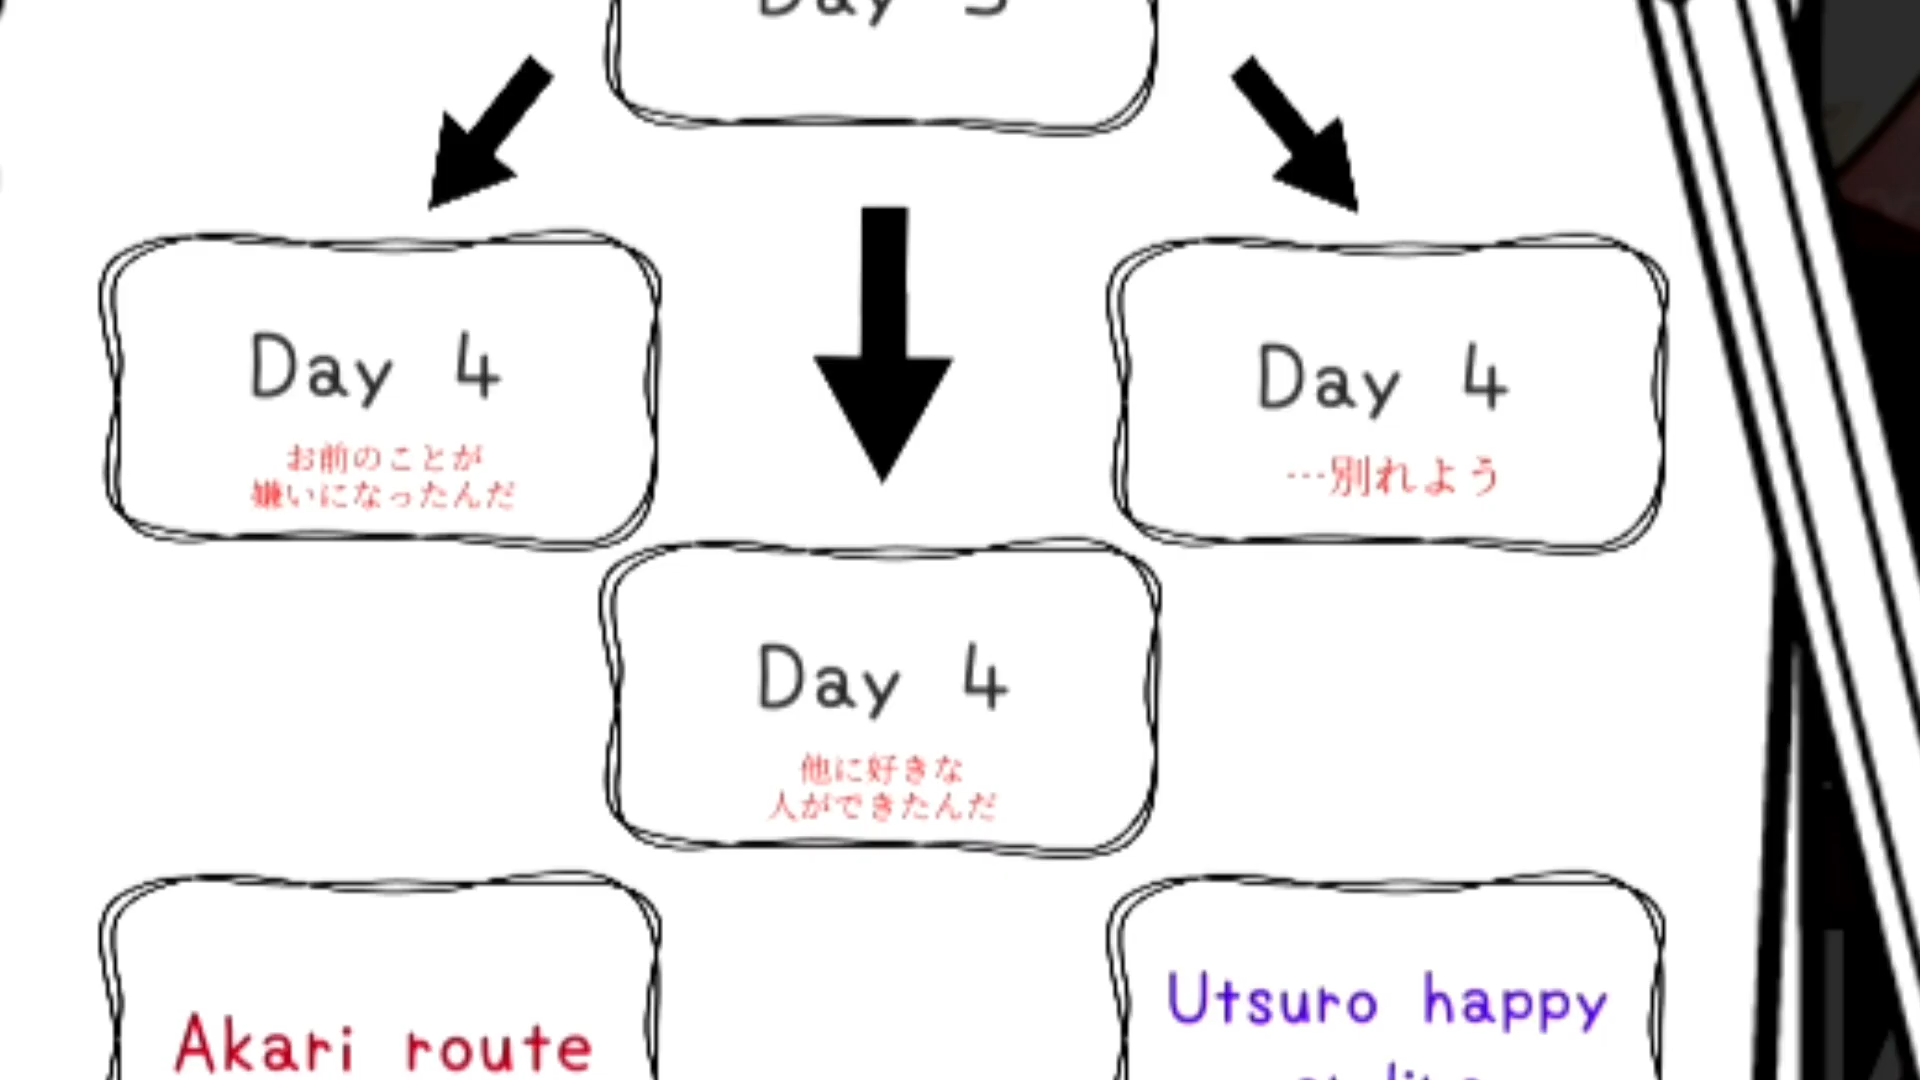 Day 3
Day 4
お前のことが
嫌いになったんだ
Day 4
…別れよう
Day 4
他に好きな
人ができたんだ
Akari route
Utsuro happy